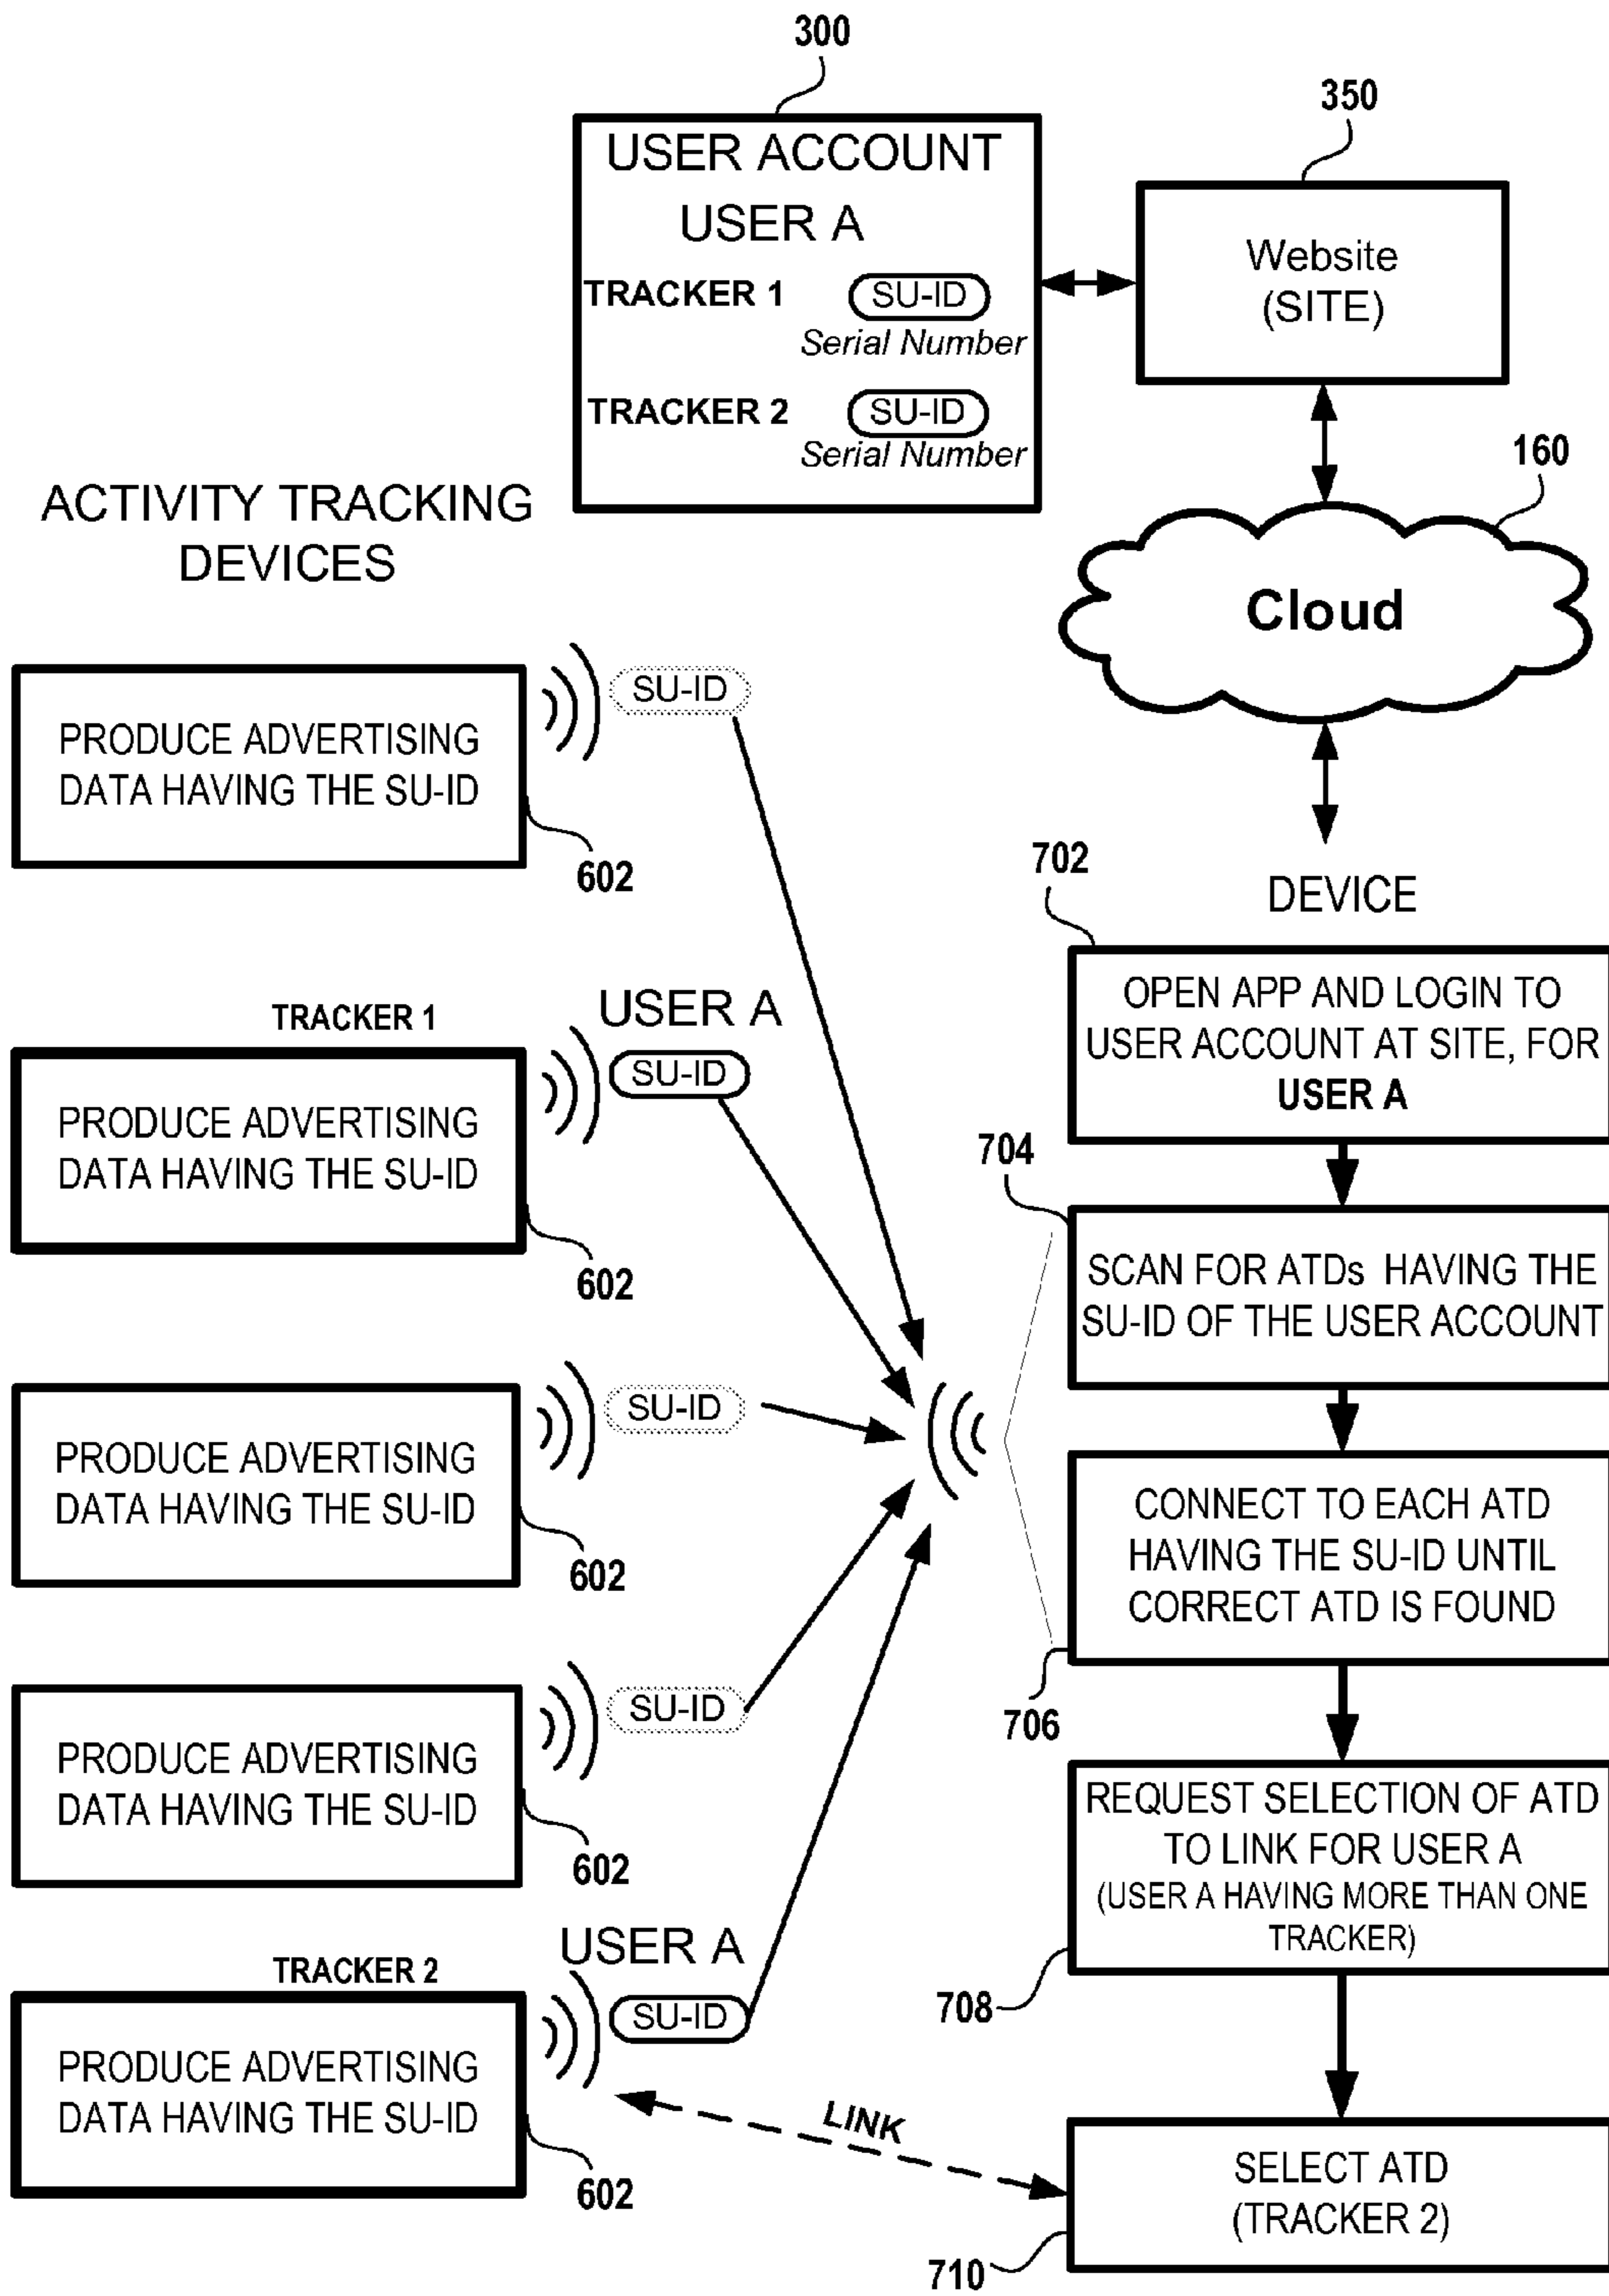 300
350
USER ACCOUNT
USER A
TRACKER 1 SU-ID
Serial Number
TRACKER 2 SU-ID
Serial Number
Website
(SITE)
160
Cloud
ACTIVITY TRACKING
DEVICES
SU-ID
PRODUCE ADVERTISING
DATA HAVING THE SU-ID
602
TRACKER 1
USER A
SU-ID
PRODUCE ADVERTISING
DATA HAVING THE SU-ID
602
SU-ID
PRODUCE ADVERTISING
DATA HAVING THE SU-ID
602
SU-ID
PRODUCE ADVERTISING
DATA HAVING THE SU-ID
602
USER A
TRACKER 2
SU-ID
PRODUCE ADVERTISING
DATA HAVING THE SU-ID
602
LINK
702
DEVICE
OPEN APP AND LOGIN TO
USER ACCOUNT AT SITE, FOR
USER A
704
SCAN FOR ATDs HAVING THE
SU-ID OF THE USER ACCOUNT
CONNECT TO EACH ATD
HAVING THE SU-ID UNTIL
CORRECT ATD IS FOUND
706
REQUEST SELECTION OF ATD
TO LINK FOR USER A
(USER A HAVING MORE THAN ONE
TRACKER)
708
SELECT ATD
(TRACKER 2)
710